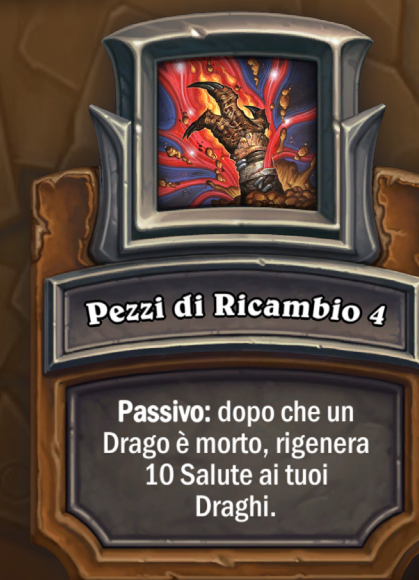 Pezzi di Ricambio 4
Passivo: dopo che un
Drago è morto, rigenera
10 Salute ai tuoi
Draghi.